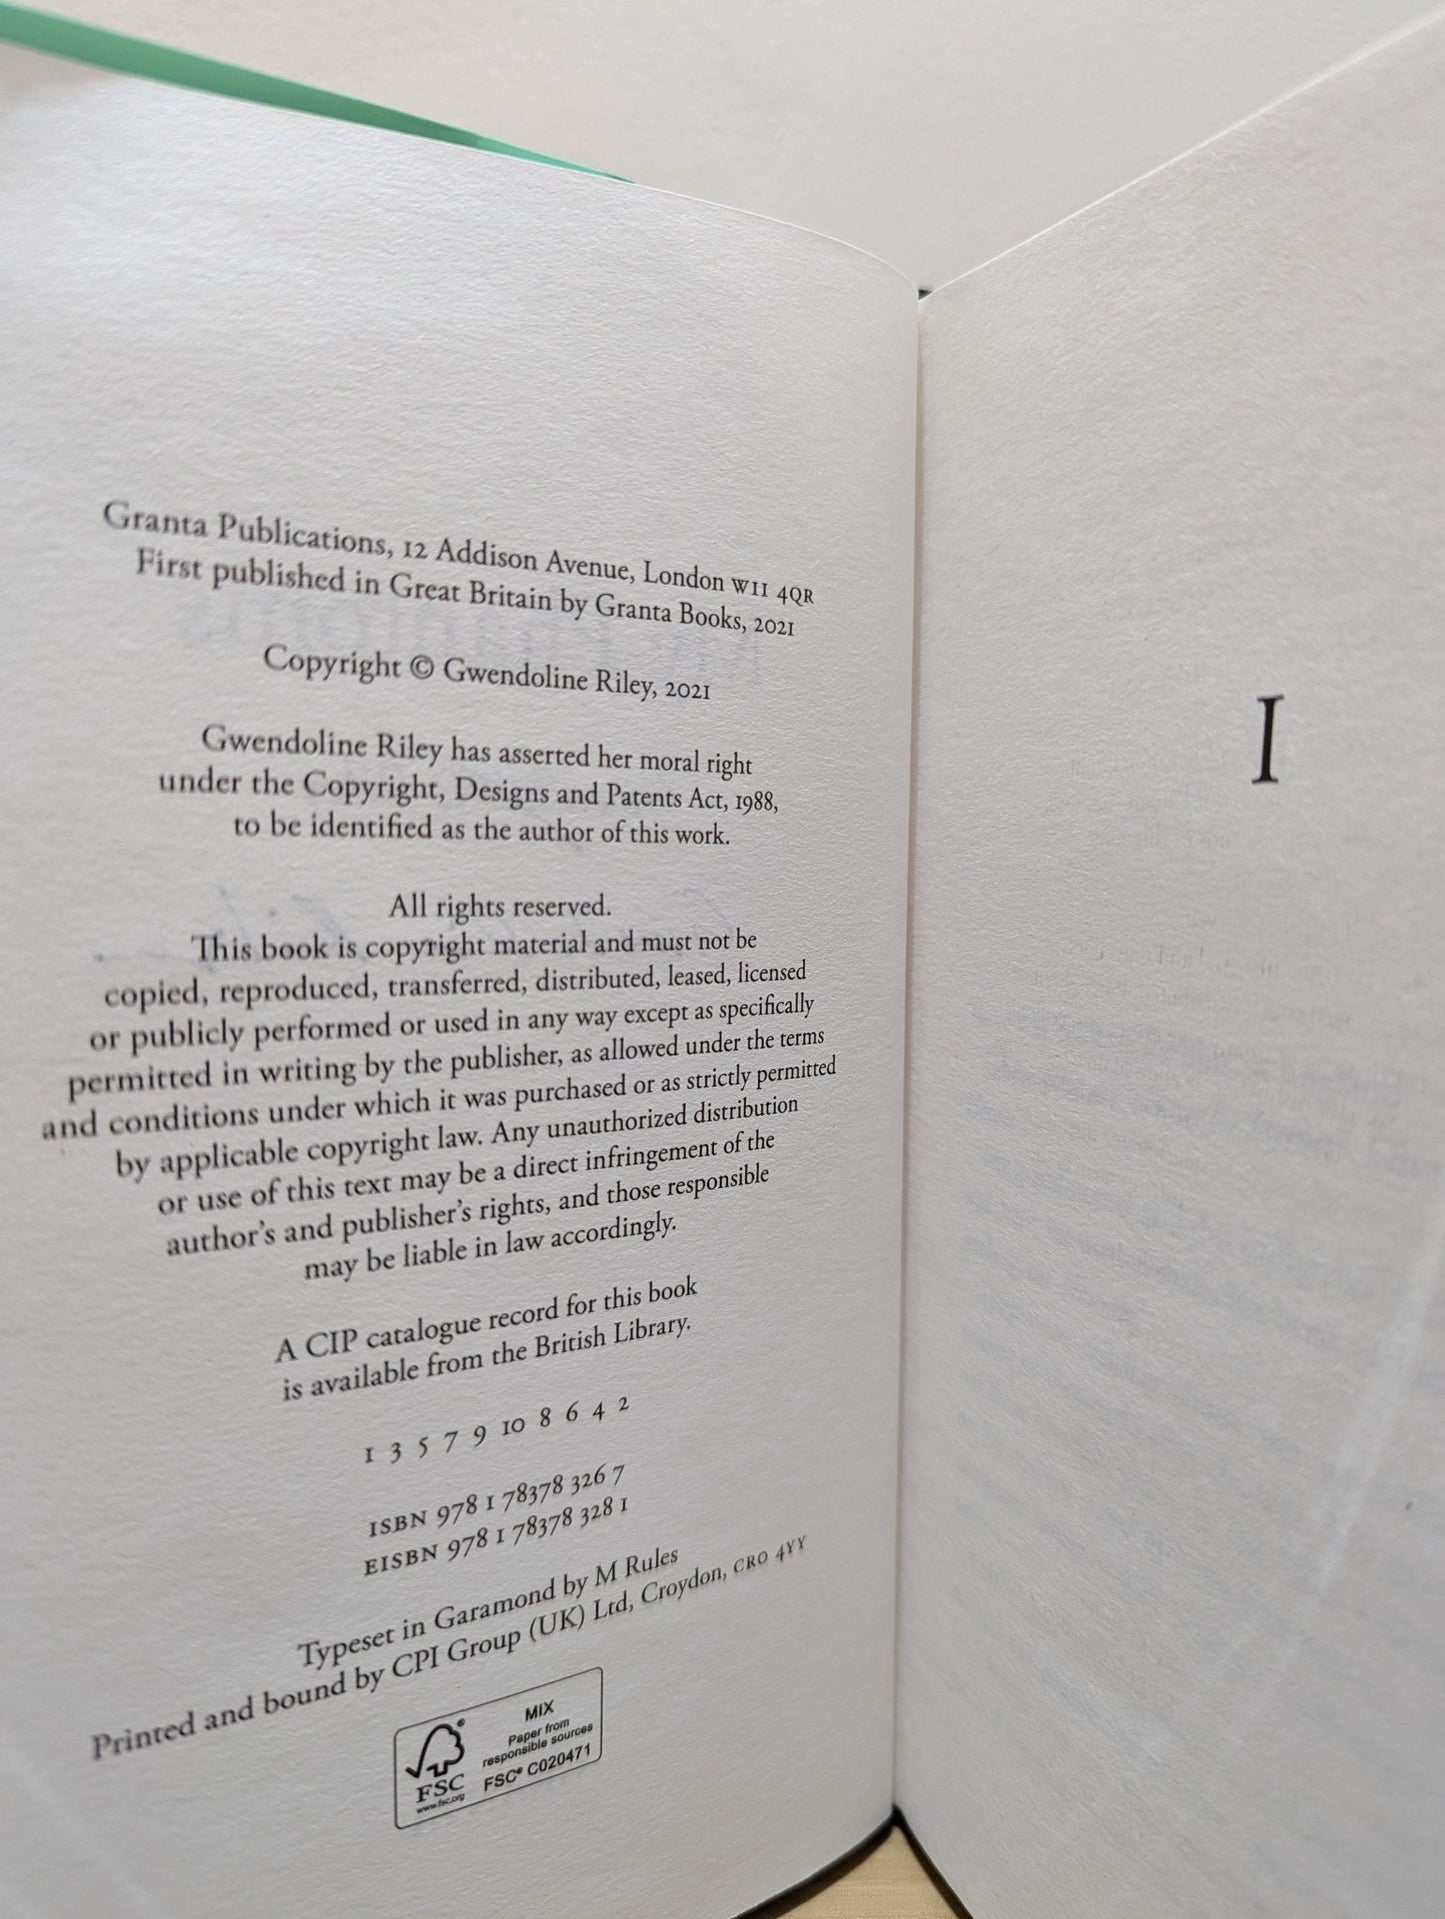 Granta Publications, 12 Addison Avenue, London W11 4QR
First published in Great Britain by Granta Books, 2021
Copyright © Gwendoline Riley, 2021
Gwendoline Riley has asserted her moral right
under the Copyright, Designs and Patents Act, 1988,
to be identified as the author of this work.
All rights reserved.
This book is copyright material and must not be
copied, reproduced, transferred, distributed, leased, licensed
or publicly performed or used in any way except as specifically
permitted in writing by the publisher, as allowed under the terms
and conditions under which it was purchased or as strictly permitted
by applicable copyright law. Any unauthorized distribution
or use of this text may be a direct infringement of the
author's and publisher's rights, and those responsible
may be liable in law accordingly.
A CIP catalogue record for this book
is available from the British Library.
1 3 5 7 9 10 8 6 4 2
ISBN 978 1 78378 326 7
EISBN 978 1 78378 328 1
Typeset in Garamond by M Rules
Printed and bound by CPI Group (UK) Ltd, Croydon, CR0 4YY
MIX
Paper from
responsible sources
FSC® C020471
®
FSC
www.fsc.org
I